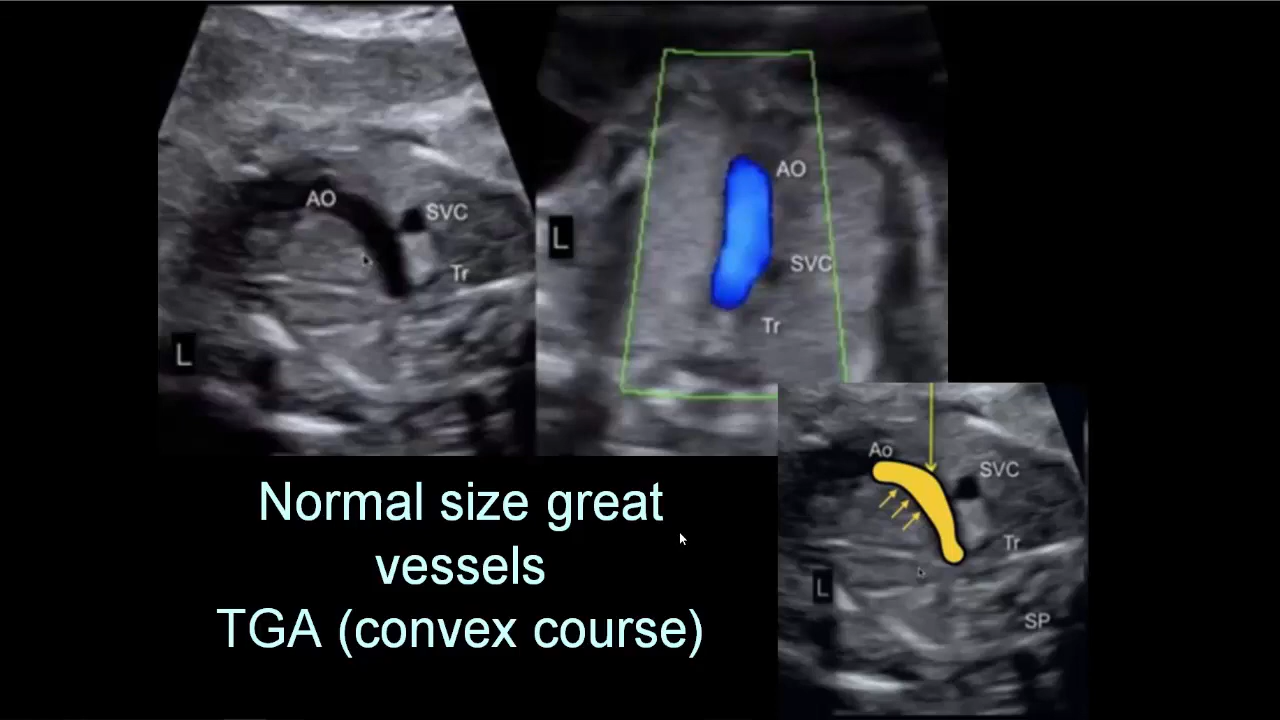 AO
SVC
Tr
L
AO
SVC
Tr
L
Ao
SVC
Tr
L
SP
Normal size great
vessels
TGA (convex course)